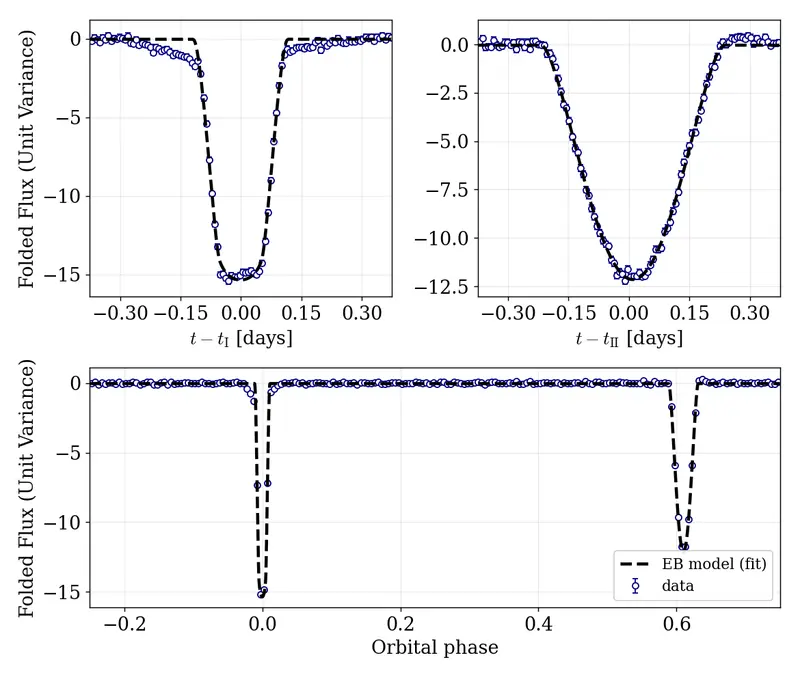 Folded Flux (Unit Variance)
0
−5
−10
−15
−0.30 −0.15 0.00 0.15 0.30
t − tI [days]
0.0
−2.5
−5.0
−7.5
−10.0
−12.5
−0.30 −0.15 0.00 0.15 0.30
t − tII [days]
Folded Flux (Unit Variance)
0
−5
−10
−15
EB model (fit)
data
−0.2 0.0 0.2 0.4 0.6
Orbital phase